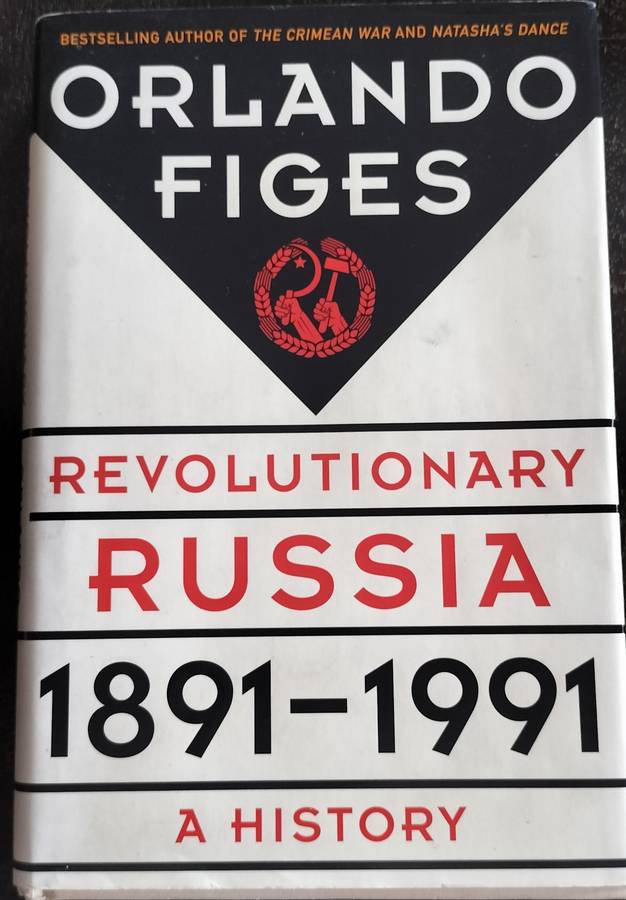 BESTSELLING AUTHOR OF THE CRIMEAN WAR AND NATASHA'S DANCE
ORLANDO
FIGES
REVOLUTIONARY
RUSSIA
1891–1991
A HISTORY